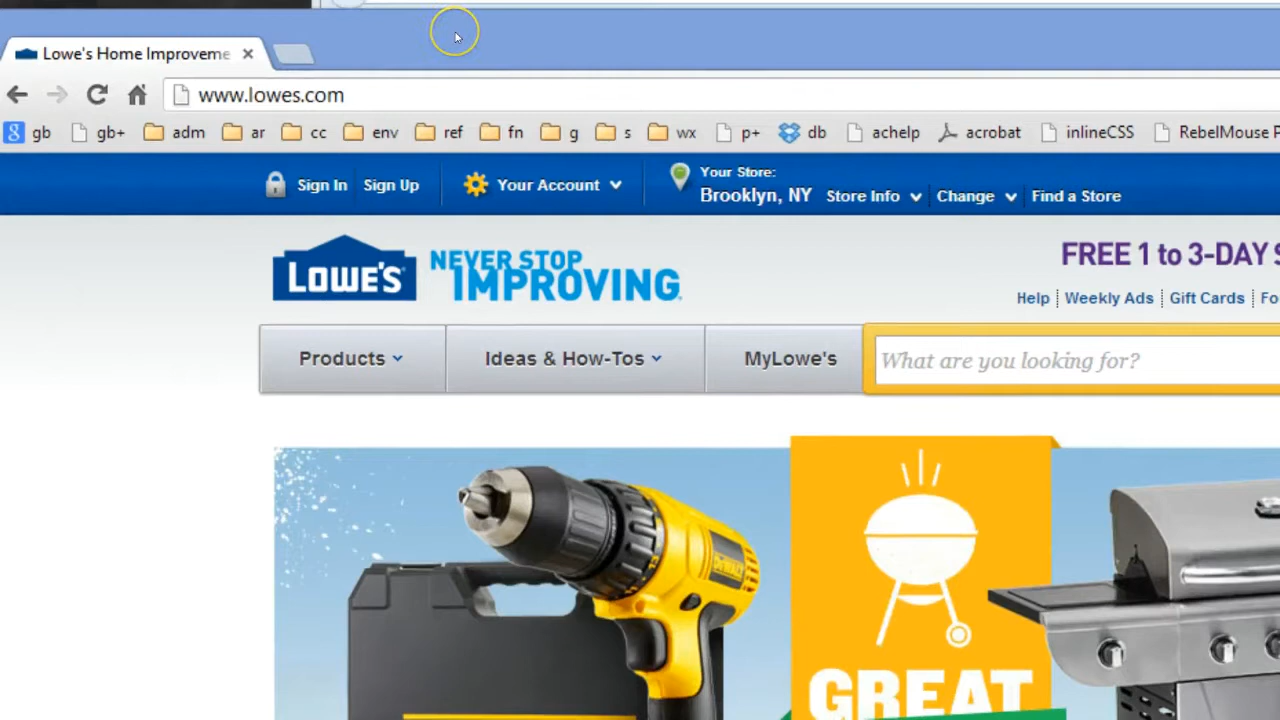 Lowe's Home Improveme
www.lowes.com
8 gb gb+ adm ar cc env ref fn g s wx p+ db achelp acrobat inlineCSS RebelMouse P
Sign In Sign Up Your Account Your Store:
Brooklyn, NY Store Info Change Find a Store
LOWE'S NEVER STOP IMPROVING FREE 1 to 3-DAY S
Help Weekly Ads Gift Cards Fo
Products Ideas & How-Tos MyLowe's What are you looking for?
DEWALT
GREAT